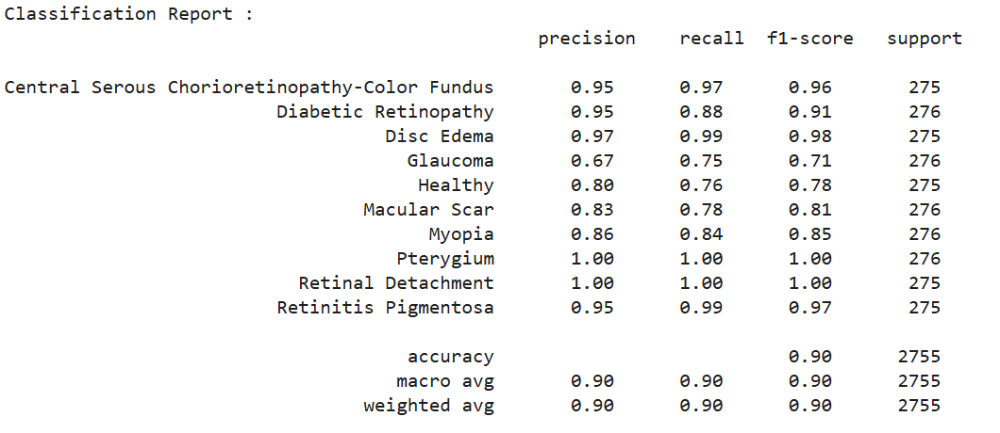 Classification Report :
precision recall f1-score support
Central Serous Chorioretinopathy-Color Fundus 0.95 0.97 0.96 275
Diabetic Retinopathy 0.95 0.88 0.91 276
Disc Edema 0.97 0.99 0.98 275
Glaucoma 0.67 0.75 0.71 276
Healthy 0.80 0.76 0.78 275
Macular Scar 0.83 0.78 0.81 276
Myopia 0.86 0.84 0.85 276
Pterygium 1.00 1.00 1.00 276
Retinal Detachment 1.00 1.00 1.00 275
Retinitis Pigmentosa 0.95 0.99 0.97 275
accuracy 0.90 2755
macro avg 0.90 0.90 0.90 2755
weighted avg 0.90 0.90 0.90 2755